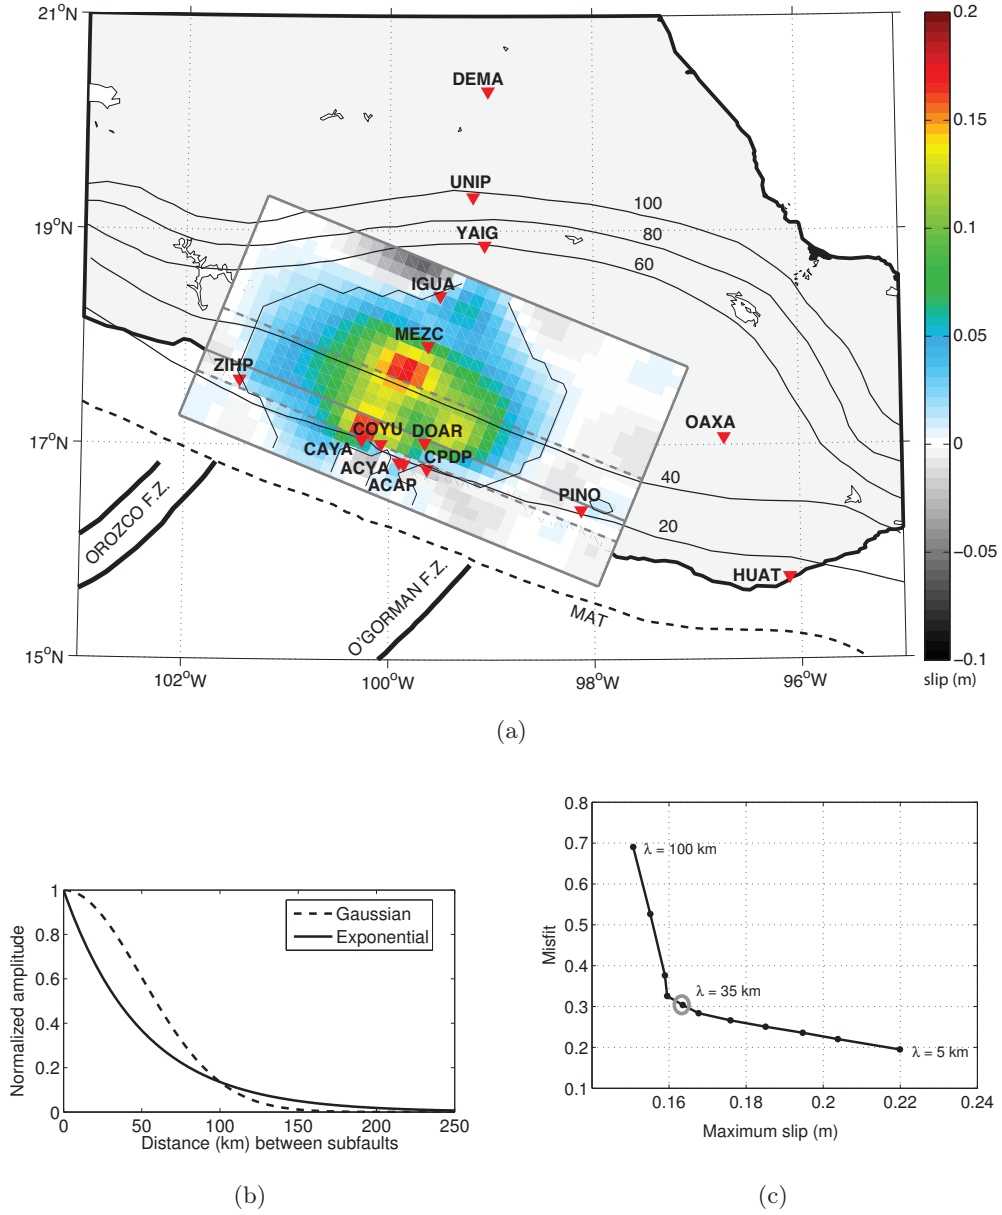 21°N
19°N
17°N
15°N
102°W
100°W
98°W
96°W
DEMA
UNIP
YAIG
IGUA
MEZC
ZIHP
COYU
DOAR
CAYA
CPDP
ACYA
ACAP
PINO
OAXA
HUAT
100
80
60
40
20
OROZCO F.Z.
O'GORMAN F.Z.
MAT
0.2
0.15
0.1
0.05
0
−0.05
−0.1
slip (m)
(a)
1
0.8
0.6
0.4
0.2
0
0
50
100
150
200
250
Normalized amplitude
Distance (km) between subfaults
Gaussian
Exponential
(b)
0.8
0.7
0.6
0.5
0.4
0.3
0.2
0.1
0.16
0.18
0.2
0.22
0.24
Misfit
Maximum slip (m)
λ = 100 km
λ = 35 km
λ = 5 km
(c)